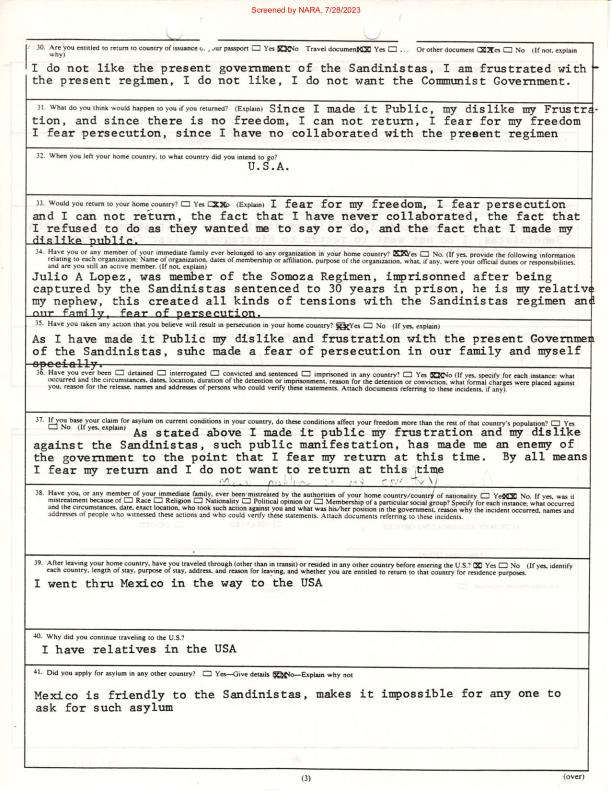 Screened by NARA, 7/28/2023
30. Are you entitled to return to country of issuance of your passport ☐ Yes ☒ No Travel document ☒ Yes ☐ ... Or other document ☒ Yes ☐ No (If not, explain
why)
I do not like the present government of the Sandinistas, I am frustrated with
the present regimen, I do not like, I do not want the Communist Government.
31. What do you think would happen to you if you returned? (Explain) Since I made it Public, my dislike my Frustra-
tion, and since there is no freedom, I can not return, I fear for my freedom
I fear persecution, since I have no collaborated with the present regimen
32. When you left your home country, to what country did you intend to go?
U.S.A.
33. Would you return to your home country? ☐ Yes ☒ No (Explain) I fear for my freedom, I fear persecution
and I can not return, the fact that I have never collaborated, the fact that
I refused to do as they wanted me to say or do, and the fact that I made my
dislike public.
34. Have you or any member of your immediate family ever belonged to any organization in your home country? ☒ Yes ☐ No. (If yes, provide the following information
relating to each organization: Name of organization, dates of membership or affiliation, purpose of the organization, what, if any, were your official duties or responsibilities,
and are you still an active member. (If not, explain)
Julio A Lopez, was member of the Somoza Regimen, imprisonned after being
captured by the Sandinistas sentenced to 30 years in prison, he is my relative
my nephew, this created all kinds of tensions with the Sandinistas regimen and
our family, fear of persecution.
35. Have you taken any action that you believe will result in persecution in your home country? ☒ Yes ☐ No (If yes, explain)
As I have made it Public my dislike and frustration with the present Governmen
of the Sandinistas, suhc made a fear of persecution in our family and myself
specially.
36. Have you ever been ☐ detained ☐ interrogated ☐ convicted and sentenced ☐ imprisoned in any country? ☐ Yes ☒ No (If yes, specify for each instance: what
occurred and the circumstances, dates, location, duration of the detention or imprisonment, reason for the detention or conviction, what formal charges were placed against
you, reason for the release, names and addresses of persons who could verify these statements. Attach documents referring to these incidents, if any).
37. If you base your claim for asylum on current conditions in your country, do these conditions affect your freedom more than the rest of that country's population? ☐ Yes
☐ No (If yes, explain) As stated above I made it public my frustration and my dislike
against the Sandinistas, such public manifestation, has made me an enemy of
the government to the point that I fear my return at this time. By all means
I fear my return and I do not want to return at this time
public in my country
38. Have you, or any member of your immediate family, ever been mistreated by the authorities of your home country/country of nationality ☐ Yes ☒ No. If yes, was it
mistreatment because of ☐ Race ☐ Religion ☐ Nationality ☐ Political opinion or ☐ Membership of a particular social group? Specify for each instance; what occurred
and the circumstances, date, exact location, who took such action against you and what was his/her position in the government, reason why the incident occurred, names and
addresses of people who witnessed these actions and who could verify these statements. Attach documents referring to these incidents.
39. After leaving your home country, have you traveled through (other than in transit) or resided in any other country before entering the U.S.? ☒ Yes ☐ No (If yes, identify
each country, length of stay, purpose of stay, address, and reason for leaving, and whether you are entitled to return to that country for residence purposes.
I went thru Mexico in the way to the USA
40. Why did you continue traveling to the U.S.?
I have relatives in the USA
41. Did you apply for asylum in any other country? ☐ Yes—Give details ☒ No—Explain why not
Mexico is friendly to the Sandinistas, makes it impossible for any one to
ask for such asylum
(3)
(over)